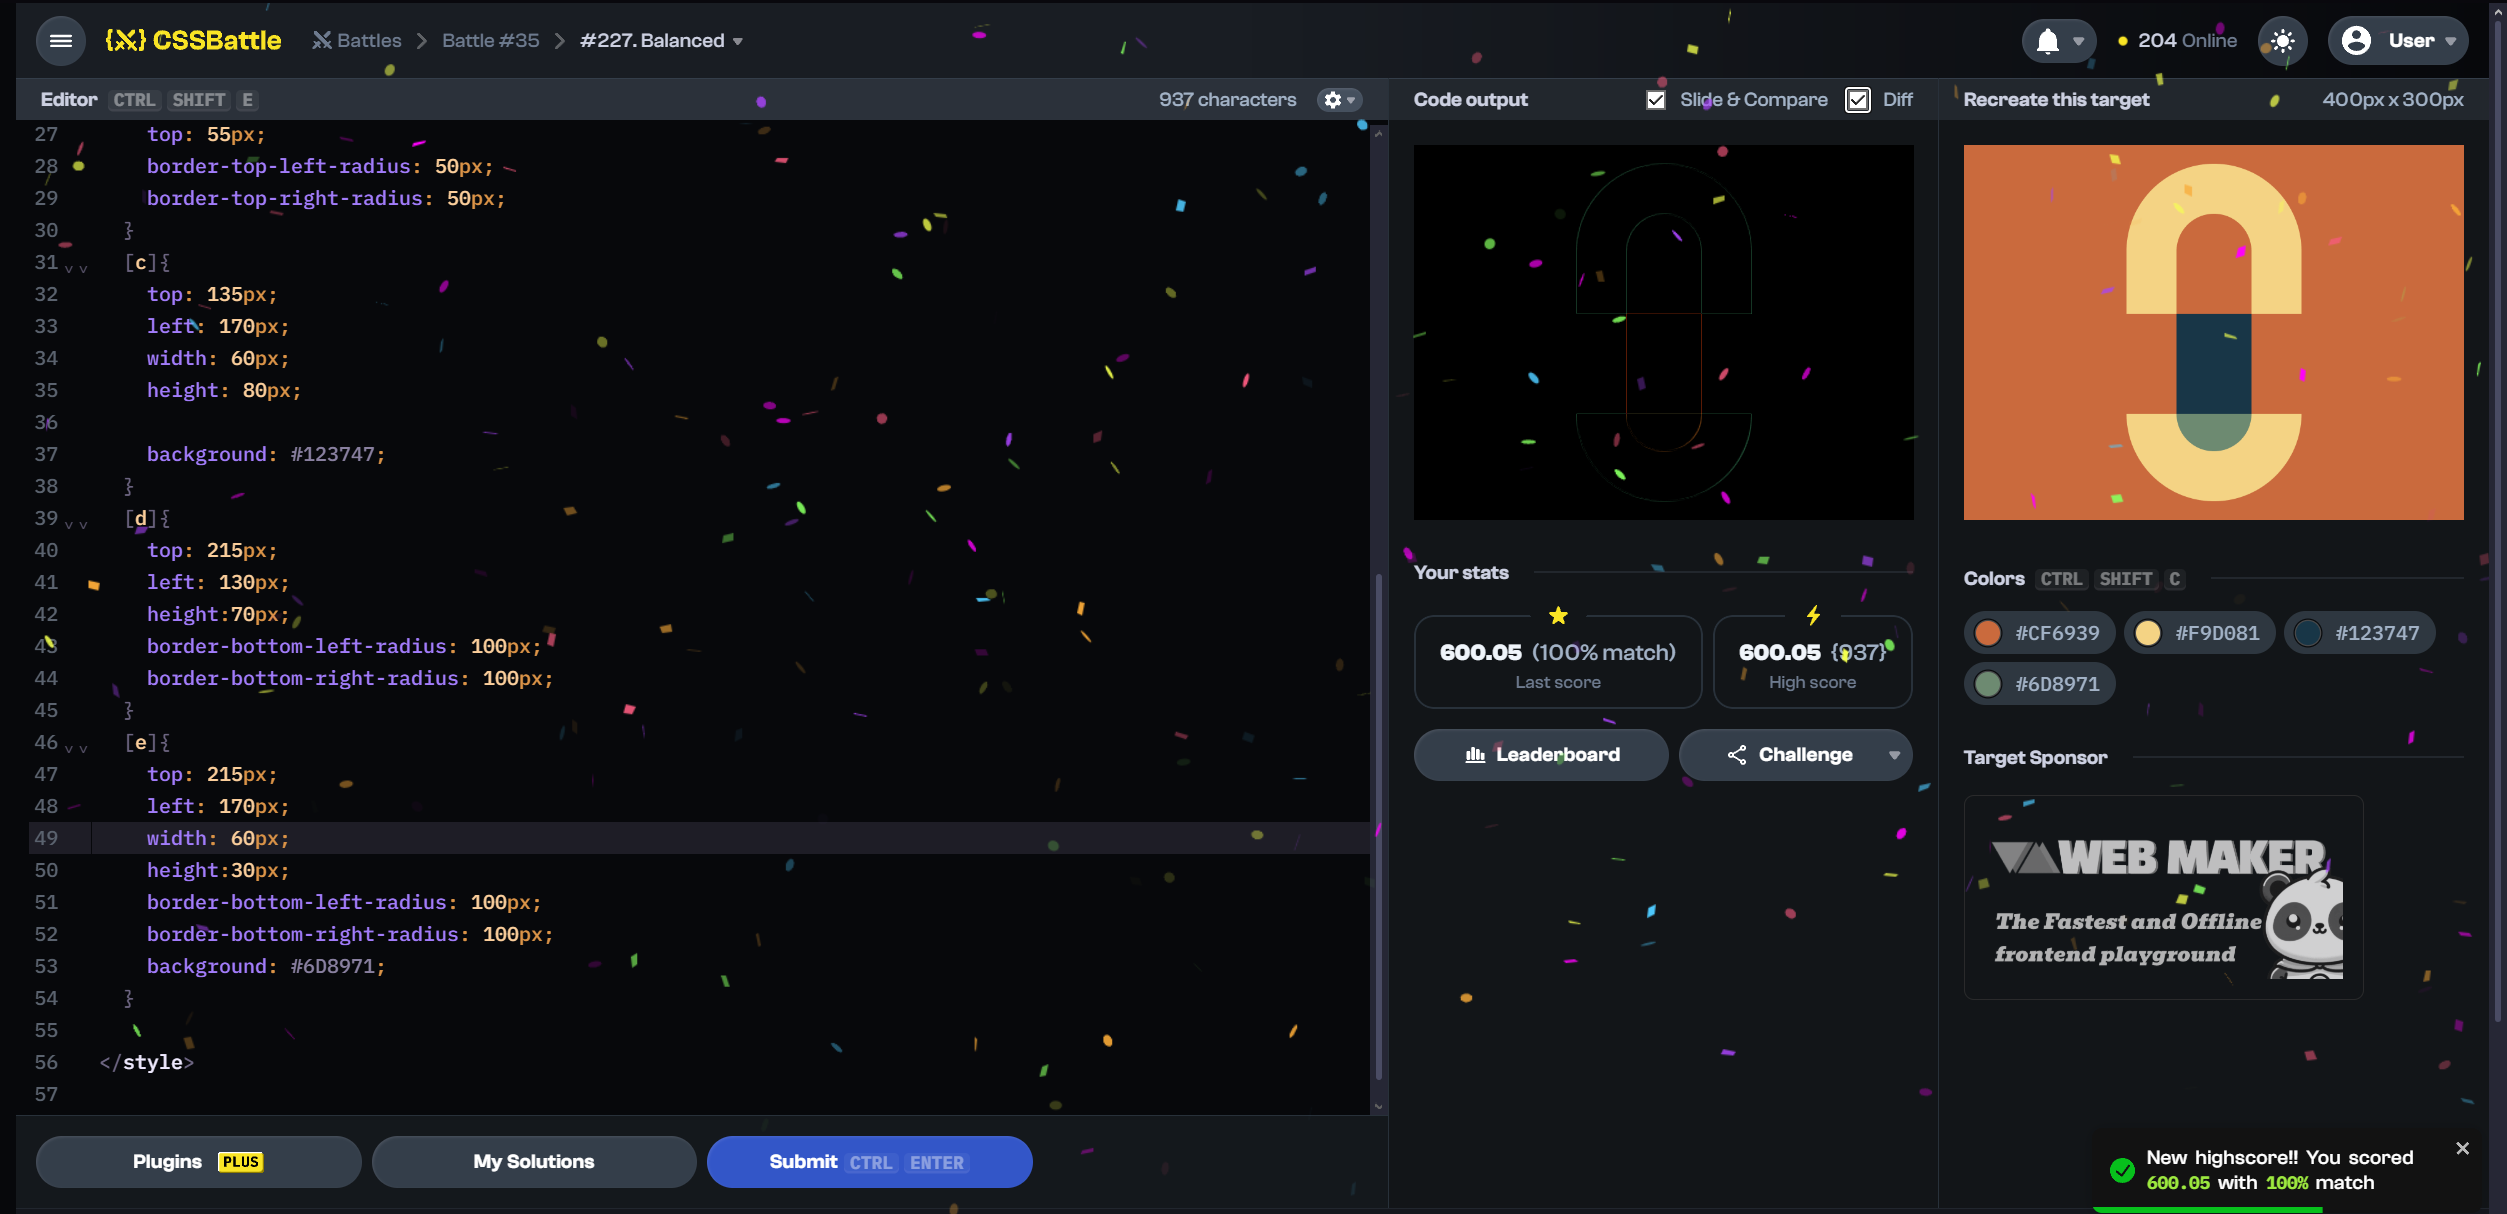 {X} CSSBattle
Battles
Battle #35
#227. Balanced
204 Online
User
Editor CTRL SHIFT E
937 characters
27 top: 55px;
28 border-top-left-radius: 50px;
29 border-top-right-radius: 50px;
30 }
31 [c]{
32 top: 135px;
33 left: 170px;
34 width: 60px;
35 height: 80px;
36
37 background: #123747;
38 }
39 [d]{
40 top: 215px;
41 left: 130px;
42 height:70px;
43 border-bottom-left-radius: 100px;
44 border-bottom-right-radius: 100px;
45 }
46 [e]{
47 top: 215px;
48 left: 170px;
49 width: 60px;
50 height:30px;
51 border-bottom-left-radius: 100px;
52 border-bottom-right-radius: 100px;
53 background: #6D8971;
54 }
55
56 </style>
57
Plugins PLUS
My Solutions
Submit CTRL ENTER
Code output
Slide & Compare
Diff
Your stats
600.05 (100% match)
Last score
600.05 {937}
High score
Leaderboard
Challenge
Recreate this target
400px x 300px
Colors CTRL SHIFT C
#CF6939
#F9D081
#123747
#6D8971
Target Sponsor
WEB MAKER
The Fastest and Offline
frontend playground
New highscore!! You scored
600.05 with 100% match